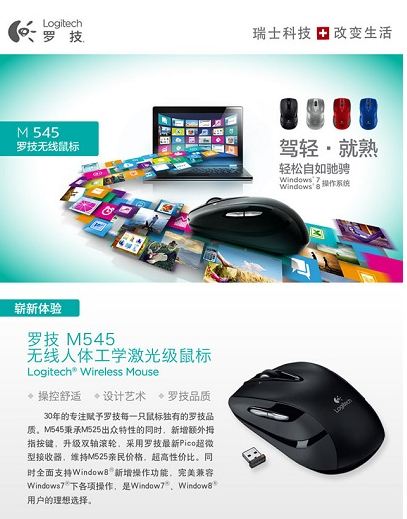 Logitech
罗技
瑞士科技 改变生活
M 545
罗技无线鼠标
驾轻·就熟
轻松自如驰骋
Windows® 7
Windows® 8 操作系统
崭新体验
罗技 M545
无线人体工学激光级鼠标
Logitech® Wireless Mouse
操控舒适 设计艺术 罗技品质
30年的专注赋予罗技每一只鼠标独有的罗技品
质。M545秉承M525出众特性的同时，新增额外拇
指按键，升级双轴滚轮，采用罗技最新Pico超微
型接收器，维持M525亲民价格，超高性价比。同
时全面支持Window8®新增操作功能，完美兼容
Windows7®下各项操作，是Window7®、Window8®
用户的理想选择。
Logitech